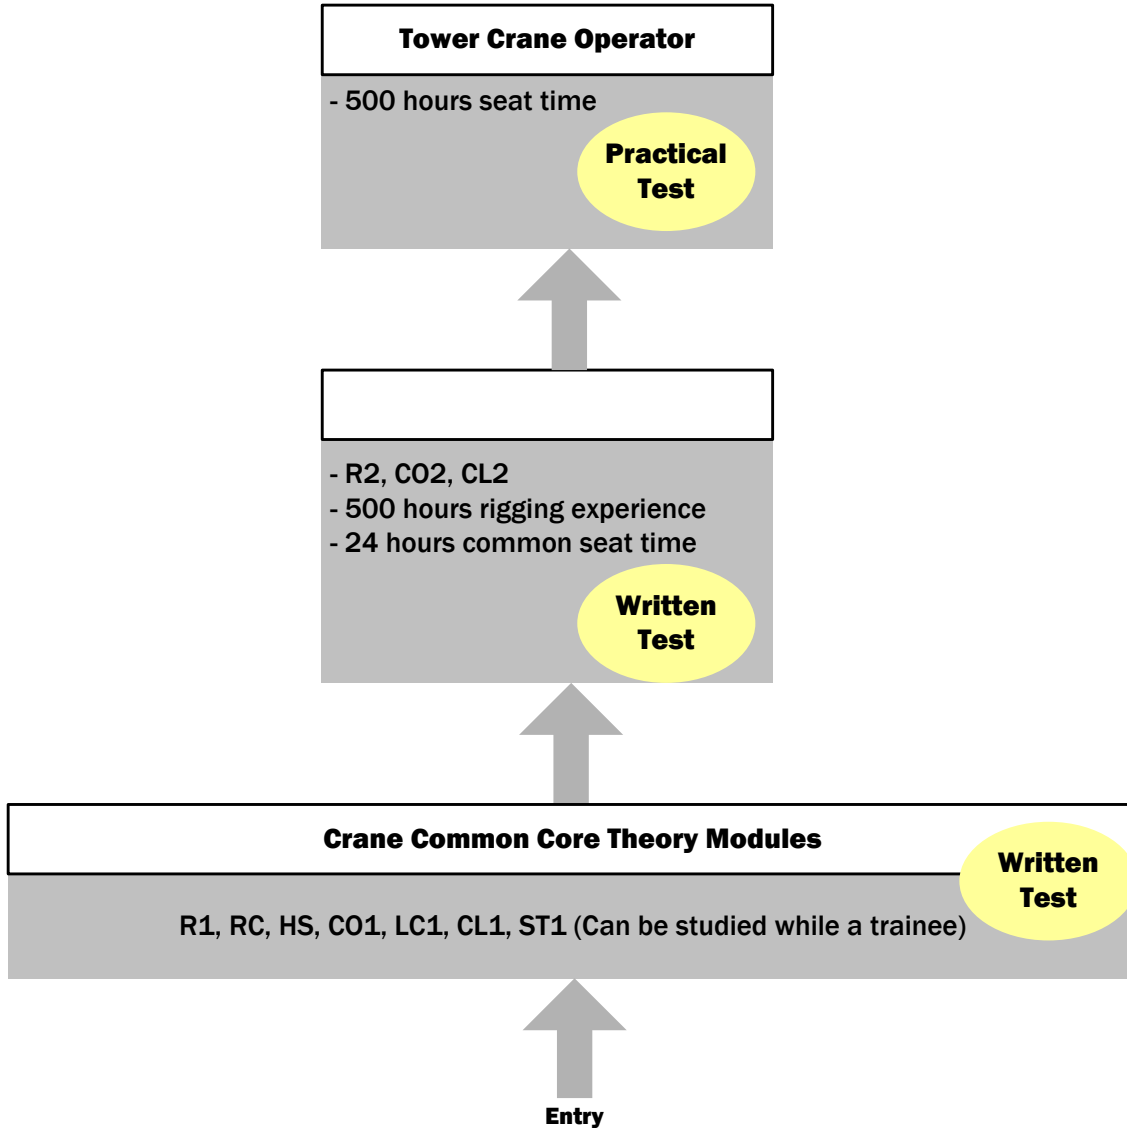 Tower Crane Operator
- 500 hours seat time
Practical
Test
- R2, CO2, CL2
- 500 hours rigging experience
- 24 hours common seat time
Written
Test
Crane Common Core Theory Modules
Written
Test
R1, RC, HS, CO1, LC1, CL1, ST1 (Can be studied while a trainee)
Entry